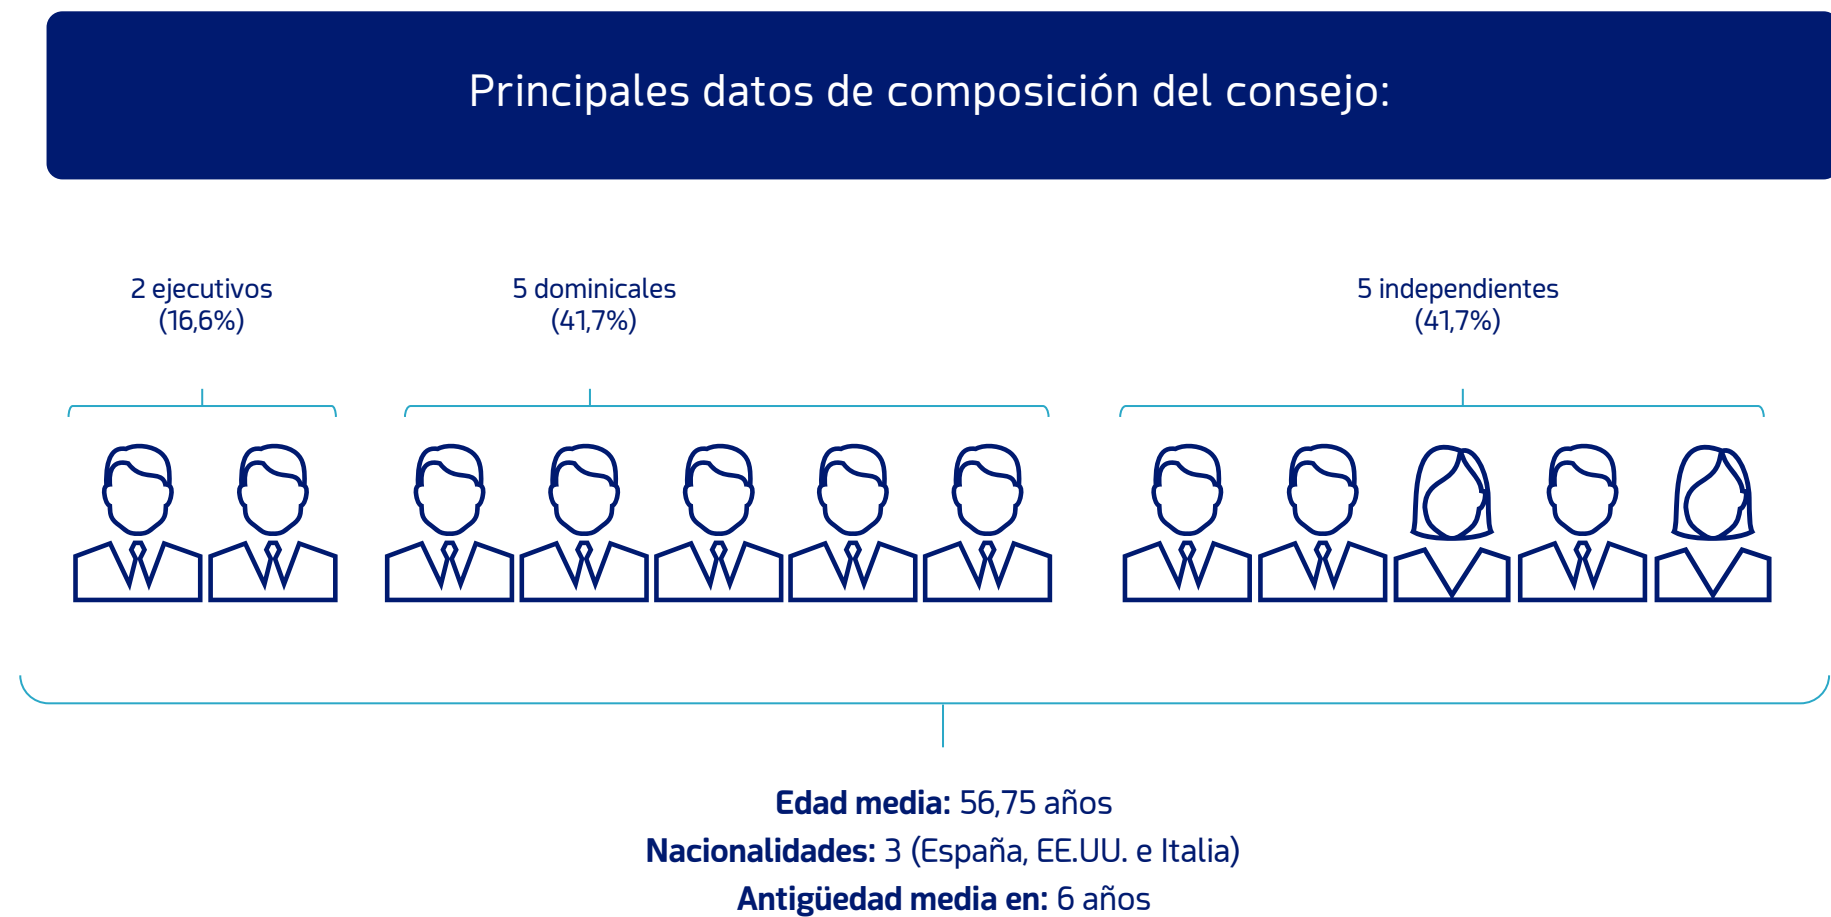 Principales datos de composición del consejo:
2 ejecutivos
(16,6%)
5 dominicales
(41,7%)
5 independientes
(41,7%)
Edad media: 56,75 años
Nacionalidades: 3 (España, EE.UU. e Italia)
Antigüedad media en: 6 años